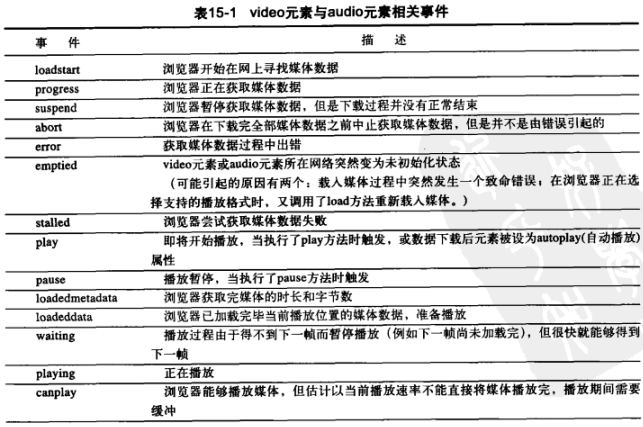 表15-1 video元素与audio元素相关事件
事 件 描 述
loadstart 浏览器开始在网上寻找媒体数据
progress 浏览器正在获取媒体数据
suspend 浏览器暂停获取媒体数据，但是下载过程并没有正常结束
abort 浏览器在下载完全部媒体数据之前中止获取媒体数据，但是并不是由错误引起的
error 获取媒体数据过程中出错
emptied video元素或audio元素所在网络突然变为未初始化状态
（可能引起的原因有两个：载入媒体过程中突然发生一个致命错误；在浏览器正在选
择支持的播放格式时，又调用了load方法重新载入媒体。)
stalled 浏览器尝试获取媒体数据失败
play 即将开始播放，当执行了play方法时触发，或数据下载后元素被设为autoplay(自动播放)
属性
pause 播放暂停，当执行了pause方法时触发
loadedmetadata 浏览器获取完媒体的时长和字节数
loadeddata 浏览器已加载完毕当前播放位置的媒体数据，准备播放
waiting 播放过程由于得不到下一帧而暂停播放（例如下一帧尚未加载完），但很快就能够得到
下一帧
playing 正在播放
canplay 浏览器能够播放媒体，但估计以当前播放速率不能直接将媒体播放完，播放期间需要
缓冲